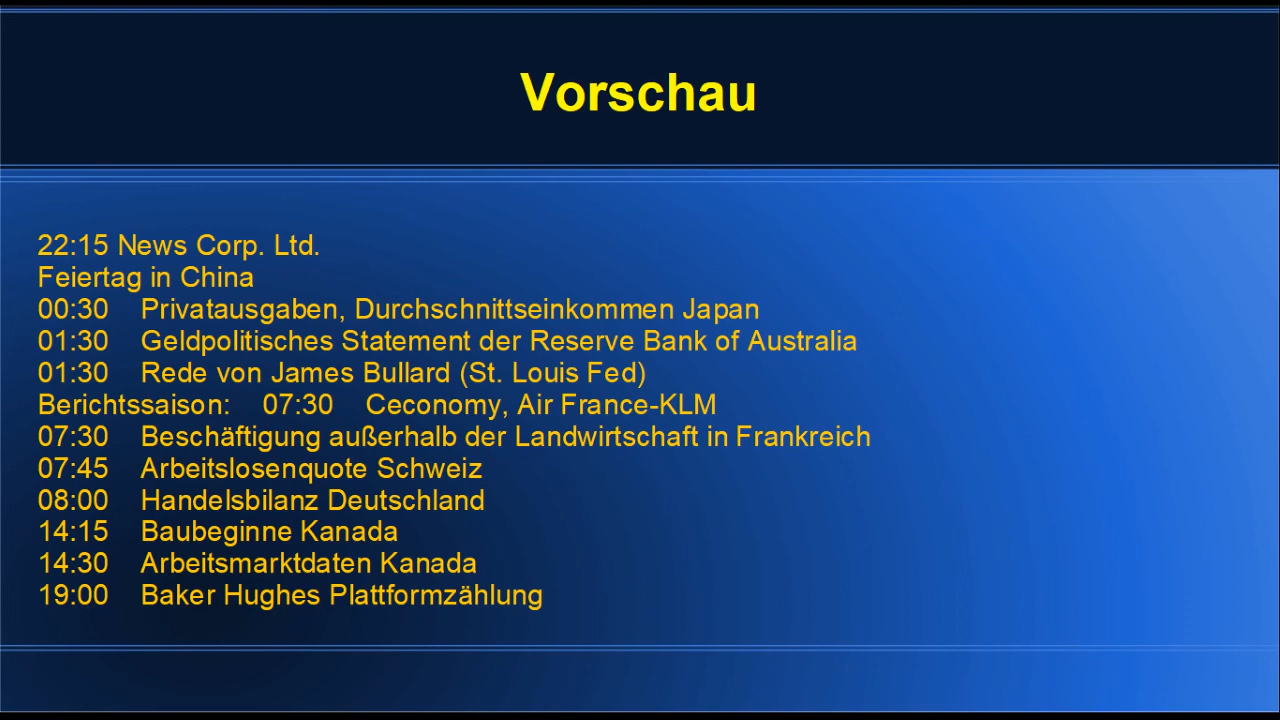 Vorschau
22:15 News Corp. Ltd.
Feiertag in China
00:30 Privatausgaben, Durchschnittseinkommen Japan
01:30 Geldpolitisches Statement der Reserve Bank of Australia
01:30 Rede von James Bullard (St. Louis Fed)
Berichtssaison: 07:30 Ceconomy, Air France-KLM
07:30 Beschäftigung außerhalb der Landwirtschaft in Frankreich
07:45 Arbeitslosenquote Schweiz
08:00 Handelsbilanz Deutschland
14:15 Baubeginne Kanada
14:30 Arbeitsmarktdaten Kanada
19:00 Baker Hughes Plattformzählung